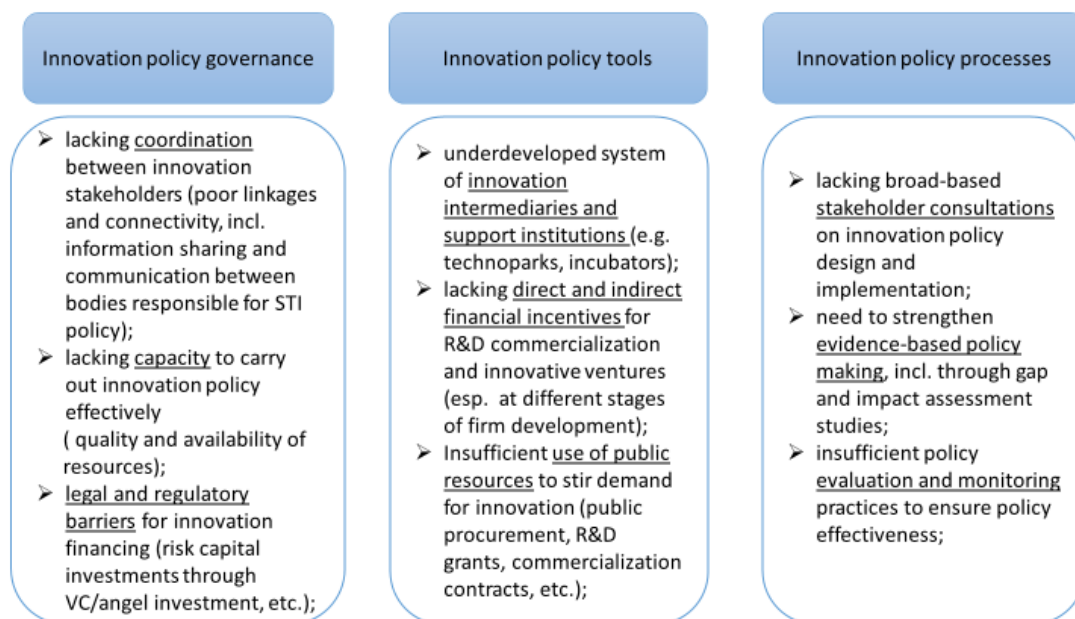 Innovation policy governance
➢ lacking coordination
between innovation
stakeholders (poor linkages
and connectivity, incl.
information sharing and
communication between
bodies responsible for STI
policy);
➢ lacking capacity to carry
out innovation policy
effectively
( quality and availability of
resources);
➢ legal and regulatory
barriers for innovation
financing (risk capital
investments through
VC/angel investment, etc.);
Innovation policy tools
➢ underdeveloped system
of innovation
intermediaries and
support institutions (e.g.
technoparks, incubators);
➢ lacking direct and indirect
financial incentives for
R&D commercialization
and innovative ventures
(esp. at different stages
of firm development);
➢ Insufficient use of public
resources to stir demand
for innovation (public
procurement, R&D
grants, commercialization
contracts, etc.);
Innovation policy processes
➢ lacking broad-based
stakeholder consultations
on innovation policy
design and
implementation;
➢ need to strengthen
evidence-based policy
making, incl. through gap
and impact assessment
studies;
➢ insufficient policy
evaluation and monitoring
practices to ensure policy
effectiveness;